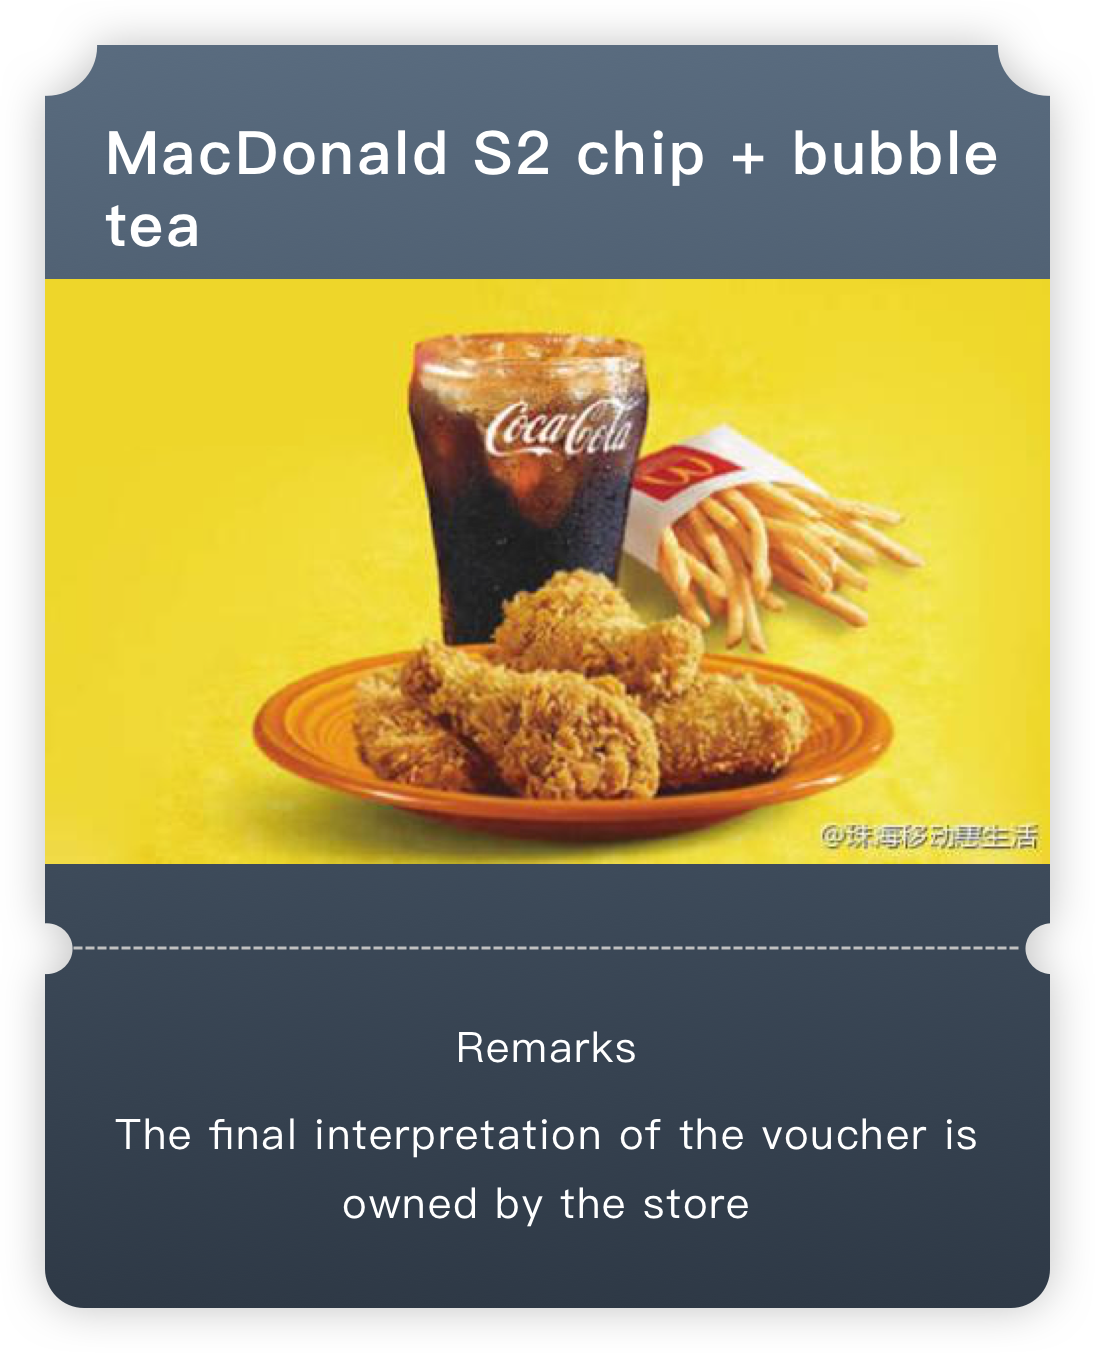 MacDonald S2 chip + bubble
tea
Coca-Cola
@珠海移动惠生活
Remarks
The final interpretation of the voucher is
owned by the store